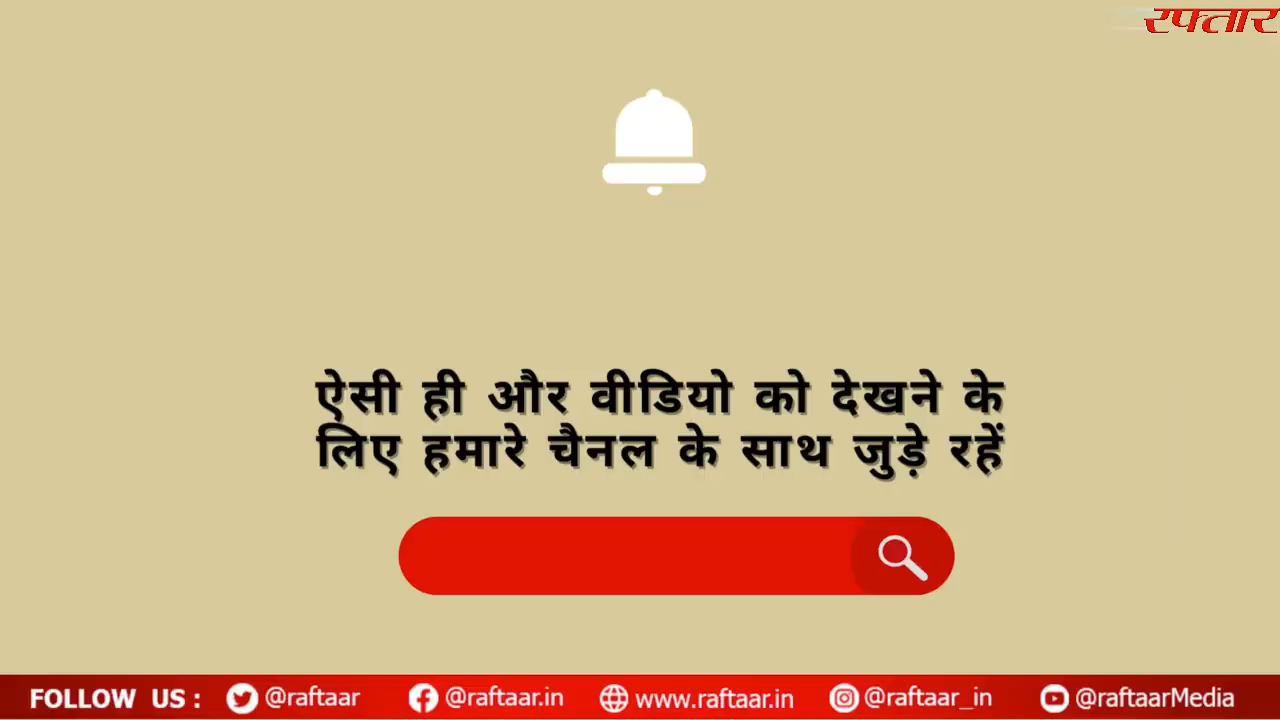 रफ्तार
ऐसी ही और वीडियो को देखने के
लिए हमारे चैनल के साथ जुड़े रहें
FOLLOW US : @raftaar @raftaar.in www.raftaar.in @raftaar_in @raftaarMedia